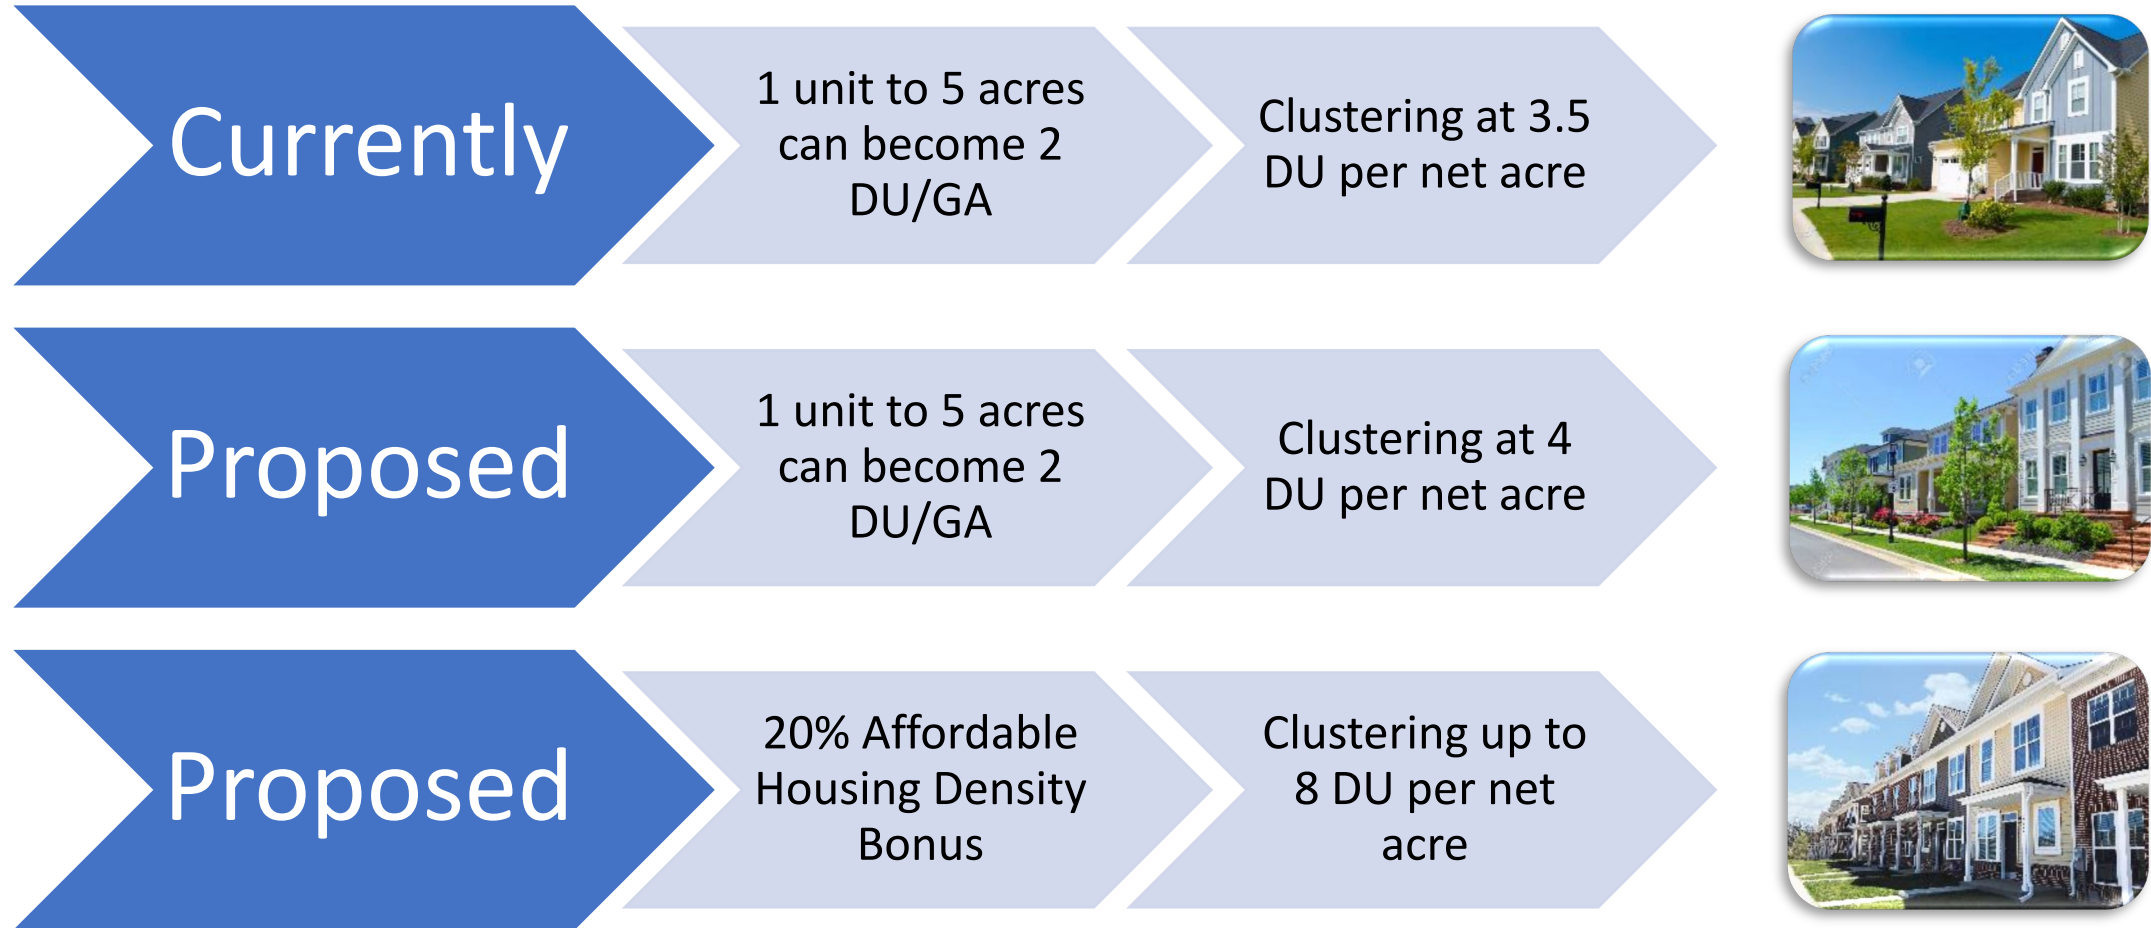 Currently
1 unit to 5 acres
can become 2
DU/GA
Clustering at 3.5
DU per net acre
Proposed
1 unit to 5 acres
can become 2
DU/GA
Clustering at 4
DU per net acre
Proposed
20% Affordable
Housing Density
Bonus
Clustering up to
8 DU per net
acre